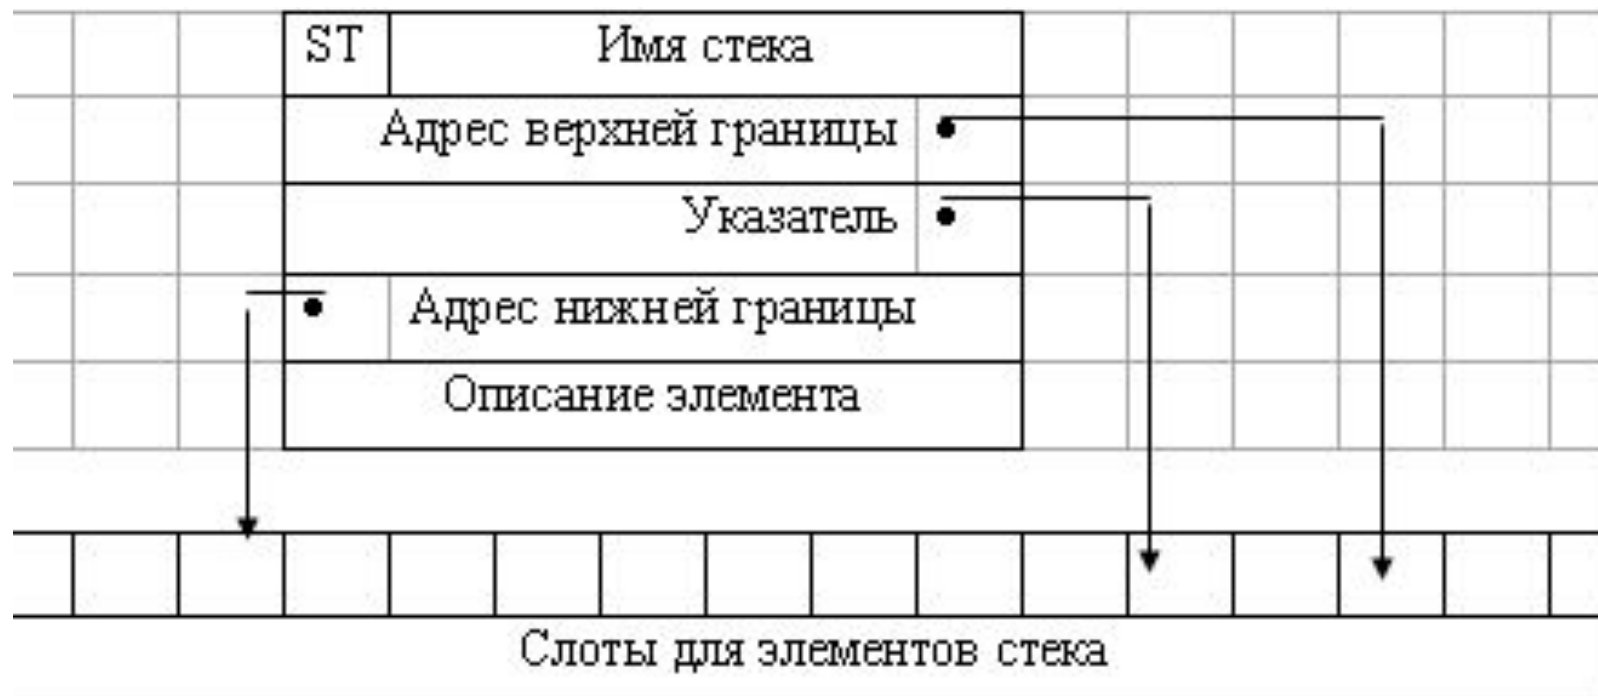 ST Имя стека
Адрес верхней границы
Указатель
Адрес нижней границы
Описание элемента
Слоты для элементов стека